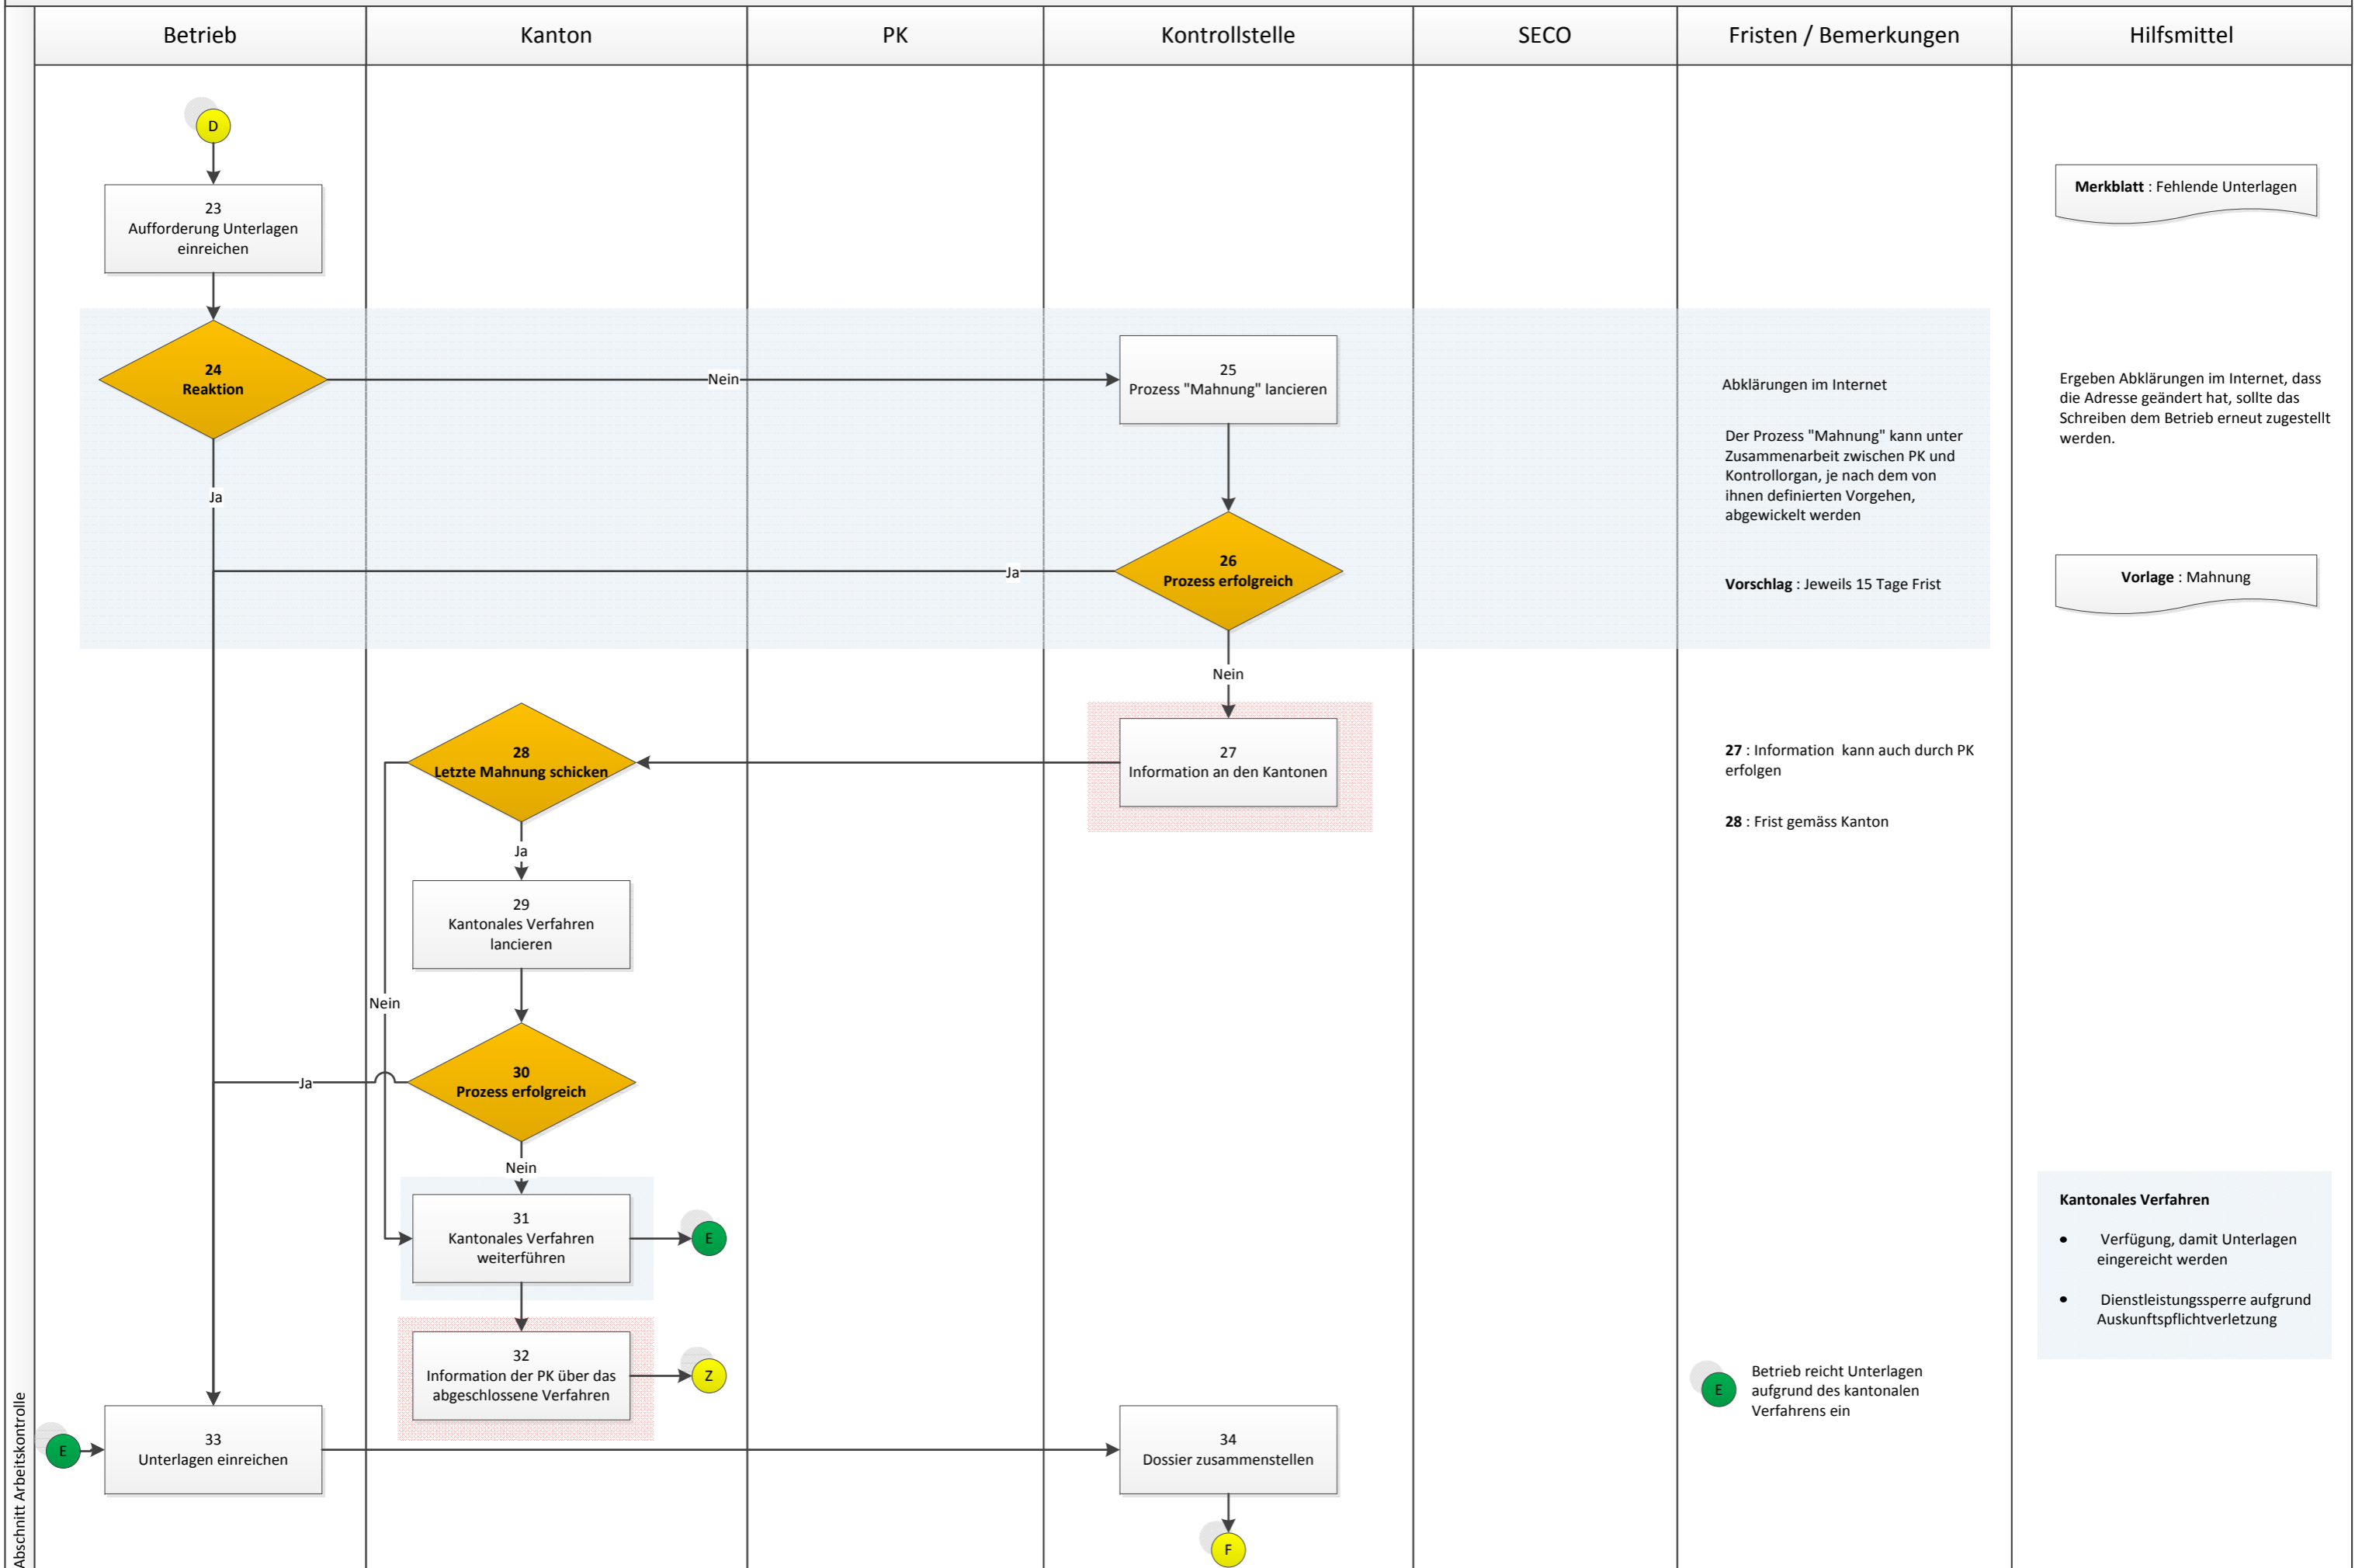 Betrieb
Kanton
PK
Kontrollstelle
SECO
Fristen / Bemerkungen
Hilfsmittel
D
23
Aufforderung Unterlagen
einreichen
Merkblatt : Fehlende Unterlagen
24
Reaktion
Nein
25
Prozess "Mahnung" lancieren
Abklärungen im Internet
Ergeben Abklärungen im Internet, dass
die Adresse geändert hat, sollte das
Schreiben dem Betrieb erneut zugestellt
werden.
Der Prozess "Mahnung" kann unter
Zusammenarbeit zwischen PK und
Kontrollorgan, je nach dem von
ihnen definierten Vorgehen,
abgewickelt werden
Ja
26
Prozess erfolgreich
Ja
Vorschlag : Jeweils 15 Tage Frist
Vorlage : Mahnung
Nein
28
Letzte Mahnung schicken
27
Information an den Kantonen
27 : Information  kann auch durch PK
erfolgen
28 : Frist gemäss Kanton
Ja
29
Kantonales Verfahren
lancieren
Nein
30
Prozess erfolgreich
Ja
Nein
31
Kantonales Verfahren
weiterführen
E
Kantonales Verfahren
• Verfügung, damit Unterlagen
eingereicht werden
• Dienstleistungssperre aufgrund
Auskunftspflichtverletzung
32
Information der PK über das
abgeschlossene Verfahren
Z
E
Betrieb reicht Unterlagen
aufgrund des kantonalen
Verfahrens ein
E
33
Unterlagen einreichen
34
Dossier zusammenstellen
F
Abschnitt Arbeitskontrolle